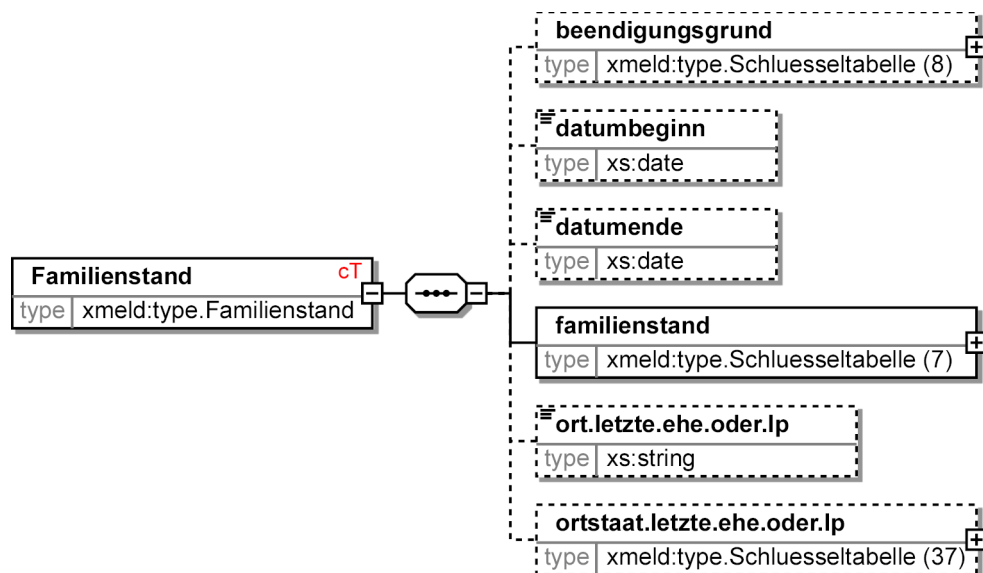 beendigungsgrund
type xmeld:type.Schluesseltabelle (8)
datumbeginn
type xs:date
datumende
type xs:date
Familienstand cT
type xmeld:type.Familienstand
familienstand
type xmeld:type.Schluesseltabelle (7)
ort.letzte.ehe.oder.lp
type xs:string
ortstaat.letzte.ehe.oder.lp
type xmeld:type.Schluesseltabelle (37)